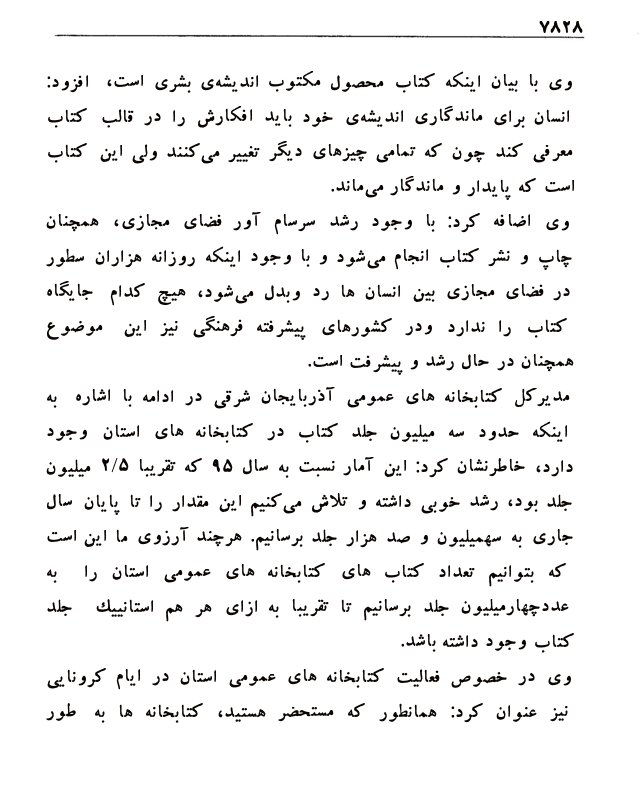 ۷۸۲۸
وی با بیان اینکه کتاب محصول مکتوب اندیشه‌ی بشری است، افزود:
انسان برای ماندگاری اندیشه‌ی خود باید افکارش را در قالب کتاب
معرفی کند چون که تمامی چیزهای دیگر تغییر می‌کنند ولی این کتاب
است که پایدار و ماندگار می‌ماند.
وی اضافه کرد: با وجود رشد سرسام آور فضای مجازی، همچنان
چاپ و نشر کتاب انجام می‌شود و با وجود اینکه روزانه هزاران سطور
در فضای مجازی بین انسان ها رد وبدل می‌شود، هیچ کدام جایگاه
کتاب را ندارد ودر کشورهای پیشرفته فرهنگی نیز این موضوع
همچنان در حال رشد و پیشرفت است.
مدیرکل کتابخانه های عمومی آذربایجان شرقی در ادامه با اشاره به
اینکه حدود سه میلیون جلد کتاب در کتابخانه های استان وجود
دارد، خاطرنشان کرد: این آمار نسبت به سال ۹۵ که تقریبا ۲/۵ میلیون
جلد بود، رشد خوبی داشته و تلاش می‌کنیم این مقدار را تا پایان سال
جاری به سهمیلیون و صد هزار جلد برسانیم. هرچند آرزوی ما این است
که بتوانیم تعداد کتاب های کتابخانه های عمومی استان را به
عددچهارمیلیون جلد برسانیم تا تقریبا به ازای هر هم استانییك جلد
کتاب وجود داشته باشد.
وی در خصوص فعالیت کتابخانه های عمومی استان در ایام کرونایی
نیز عنوان کرد: همانطور که مستحضر هستید، کتابخانه ها به طور